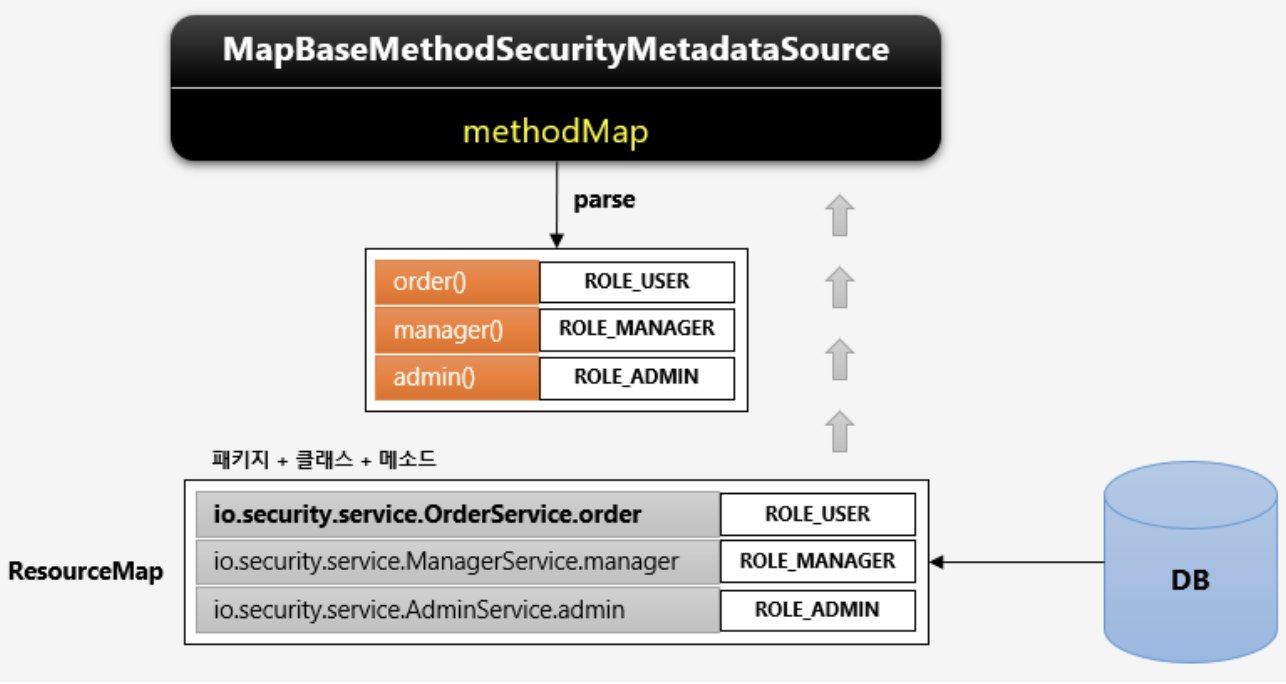 MapBaseMethodSecurityMetadataSource
methodMap
parse
order() ROLE_USER
manager() ROLE_MANAGER
admin() ROLE_ADMIN
패키지 + 클래스 + 메소드
io.security.service.OrderService.order ROLE_USER
ResourceMap io.security.service.ManagerService.manager ROLE_MANAGER
DB
io.security.service.AdminService.admin ROLE_ADMIN